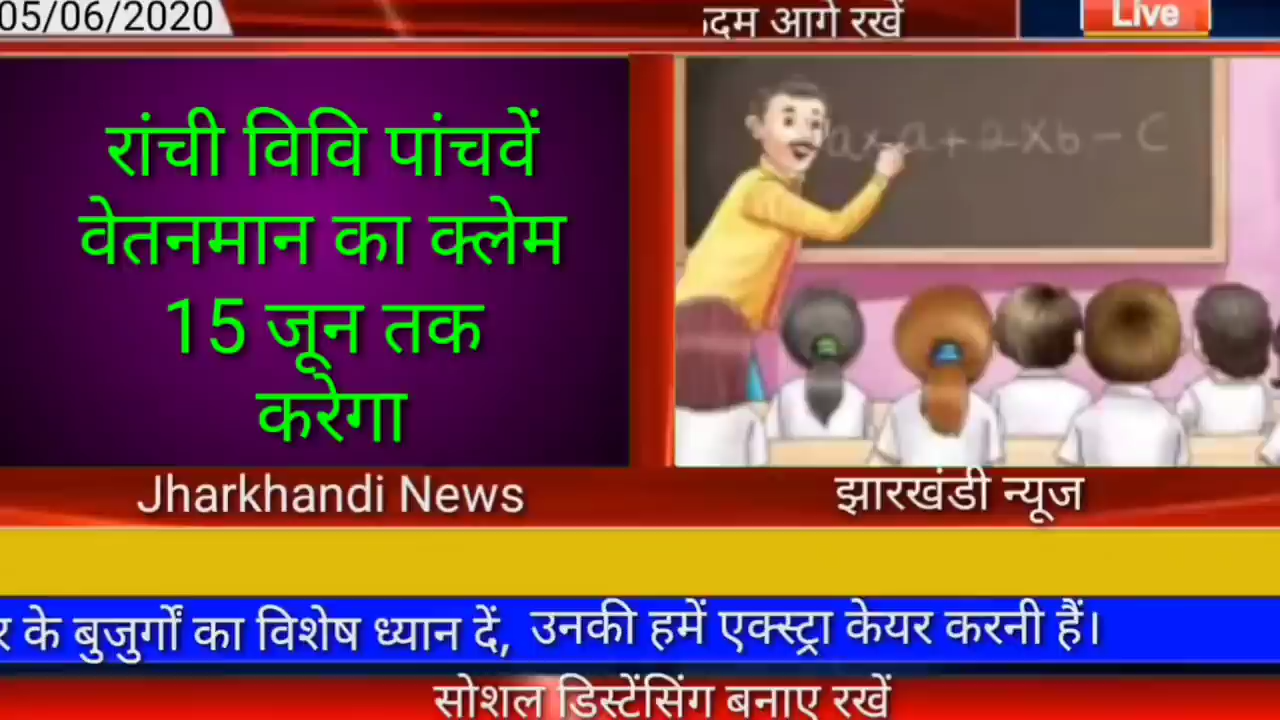 05/06/2020
आगे रखें
Live
रांची विवि पांचवें
वेतनमान का क्लेम
15 जून तक
करेगा
a×a+2×b-c
Jharkhandi News
झारखंडी न्यूज
के बुजुर्गों का विशेष ध्यान दें, उनकी हमें एक्स्ट्रा केयर करनी हैं।
सोशल डिस्टेंसिंग बनाए रखें